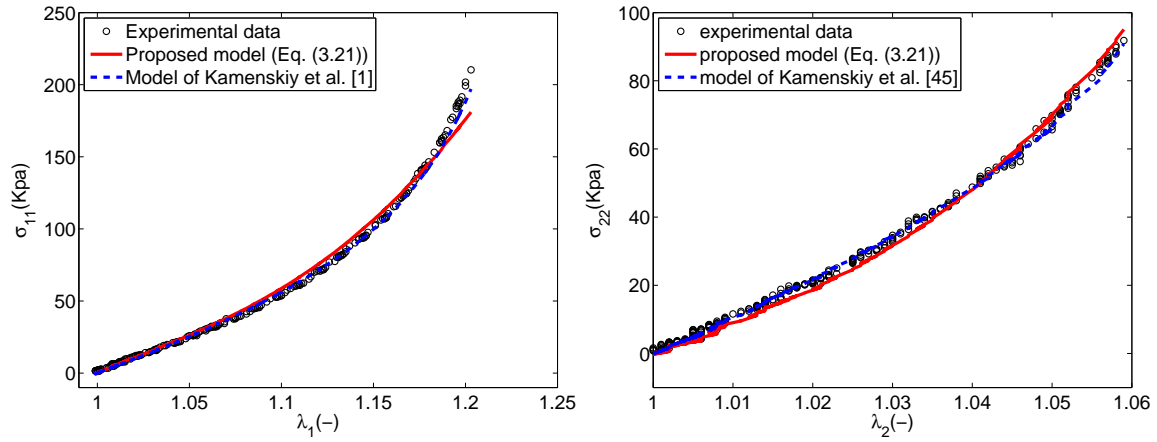 250
200
150
100
50
0
σ11(Kpa)
Experimental data
Proposed model (Eq. (3.21))
Model of Kamenskiy et al. [1]
1 1.05 1.1 1.15 1.2 1.25
λ1(-)
100
80
60
40
20
0
σ22(Kpa)
experimental data
proposed model (Eq. (3.21))
model of Kamenskiy et al. [45]
1 1.01 1.02 1.03 1.04 1.05 1.06
λ2(-)